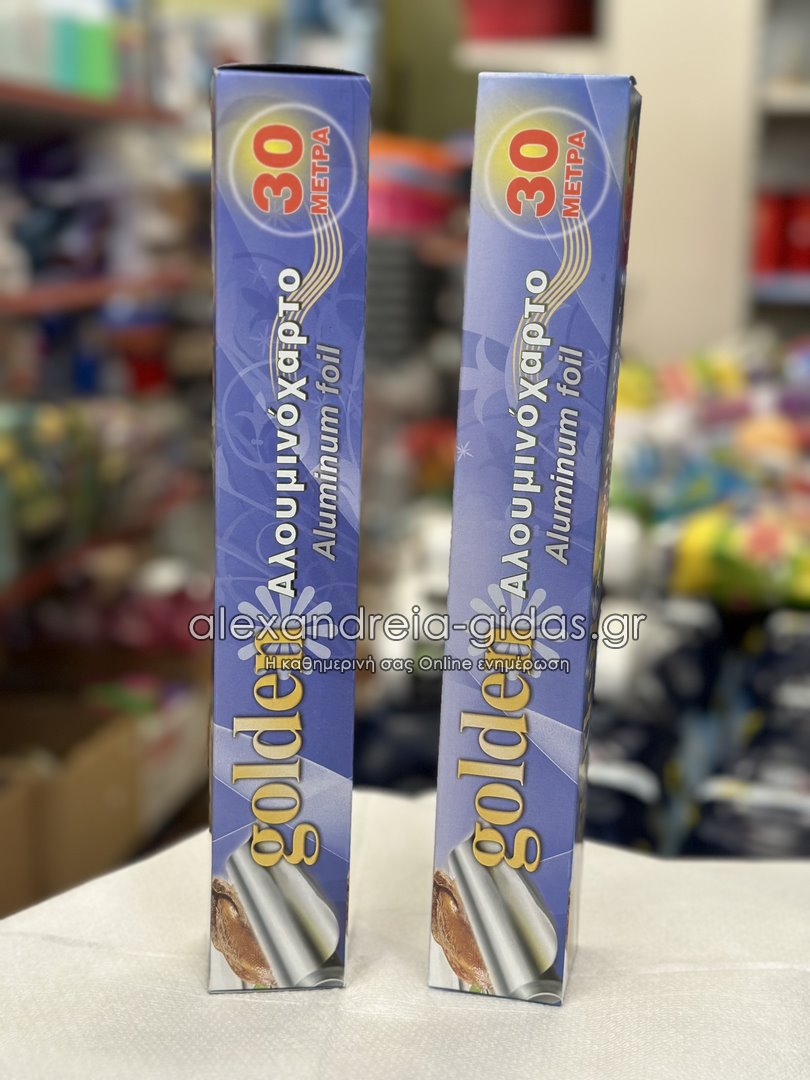 30
ΜΕΤΡΑ
Αλουμινόχαρτο
Aluminum foil
golden
30
ΜΕΤΡΑ
Αλουμινόχαρτο
Aluminum foil
golden
alexandreia-gidas.gr
Η καθημερινή σας Online ενημέρωση